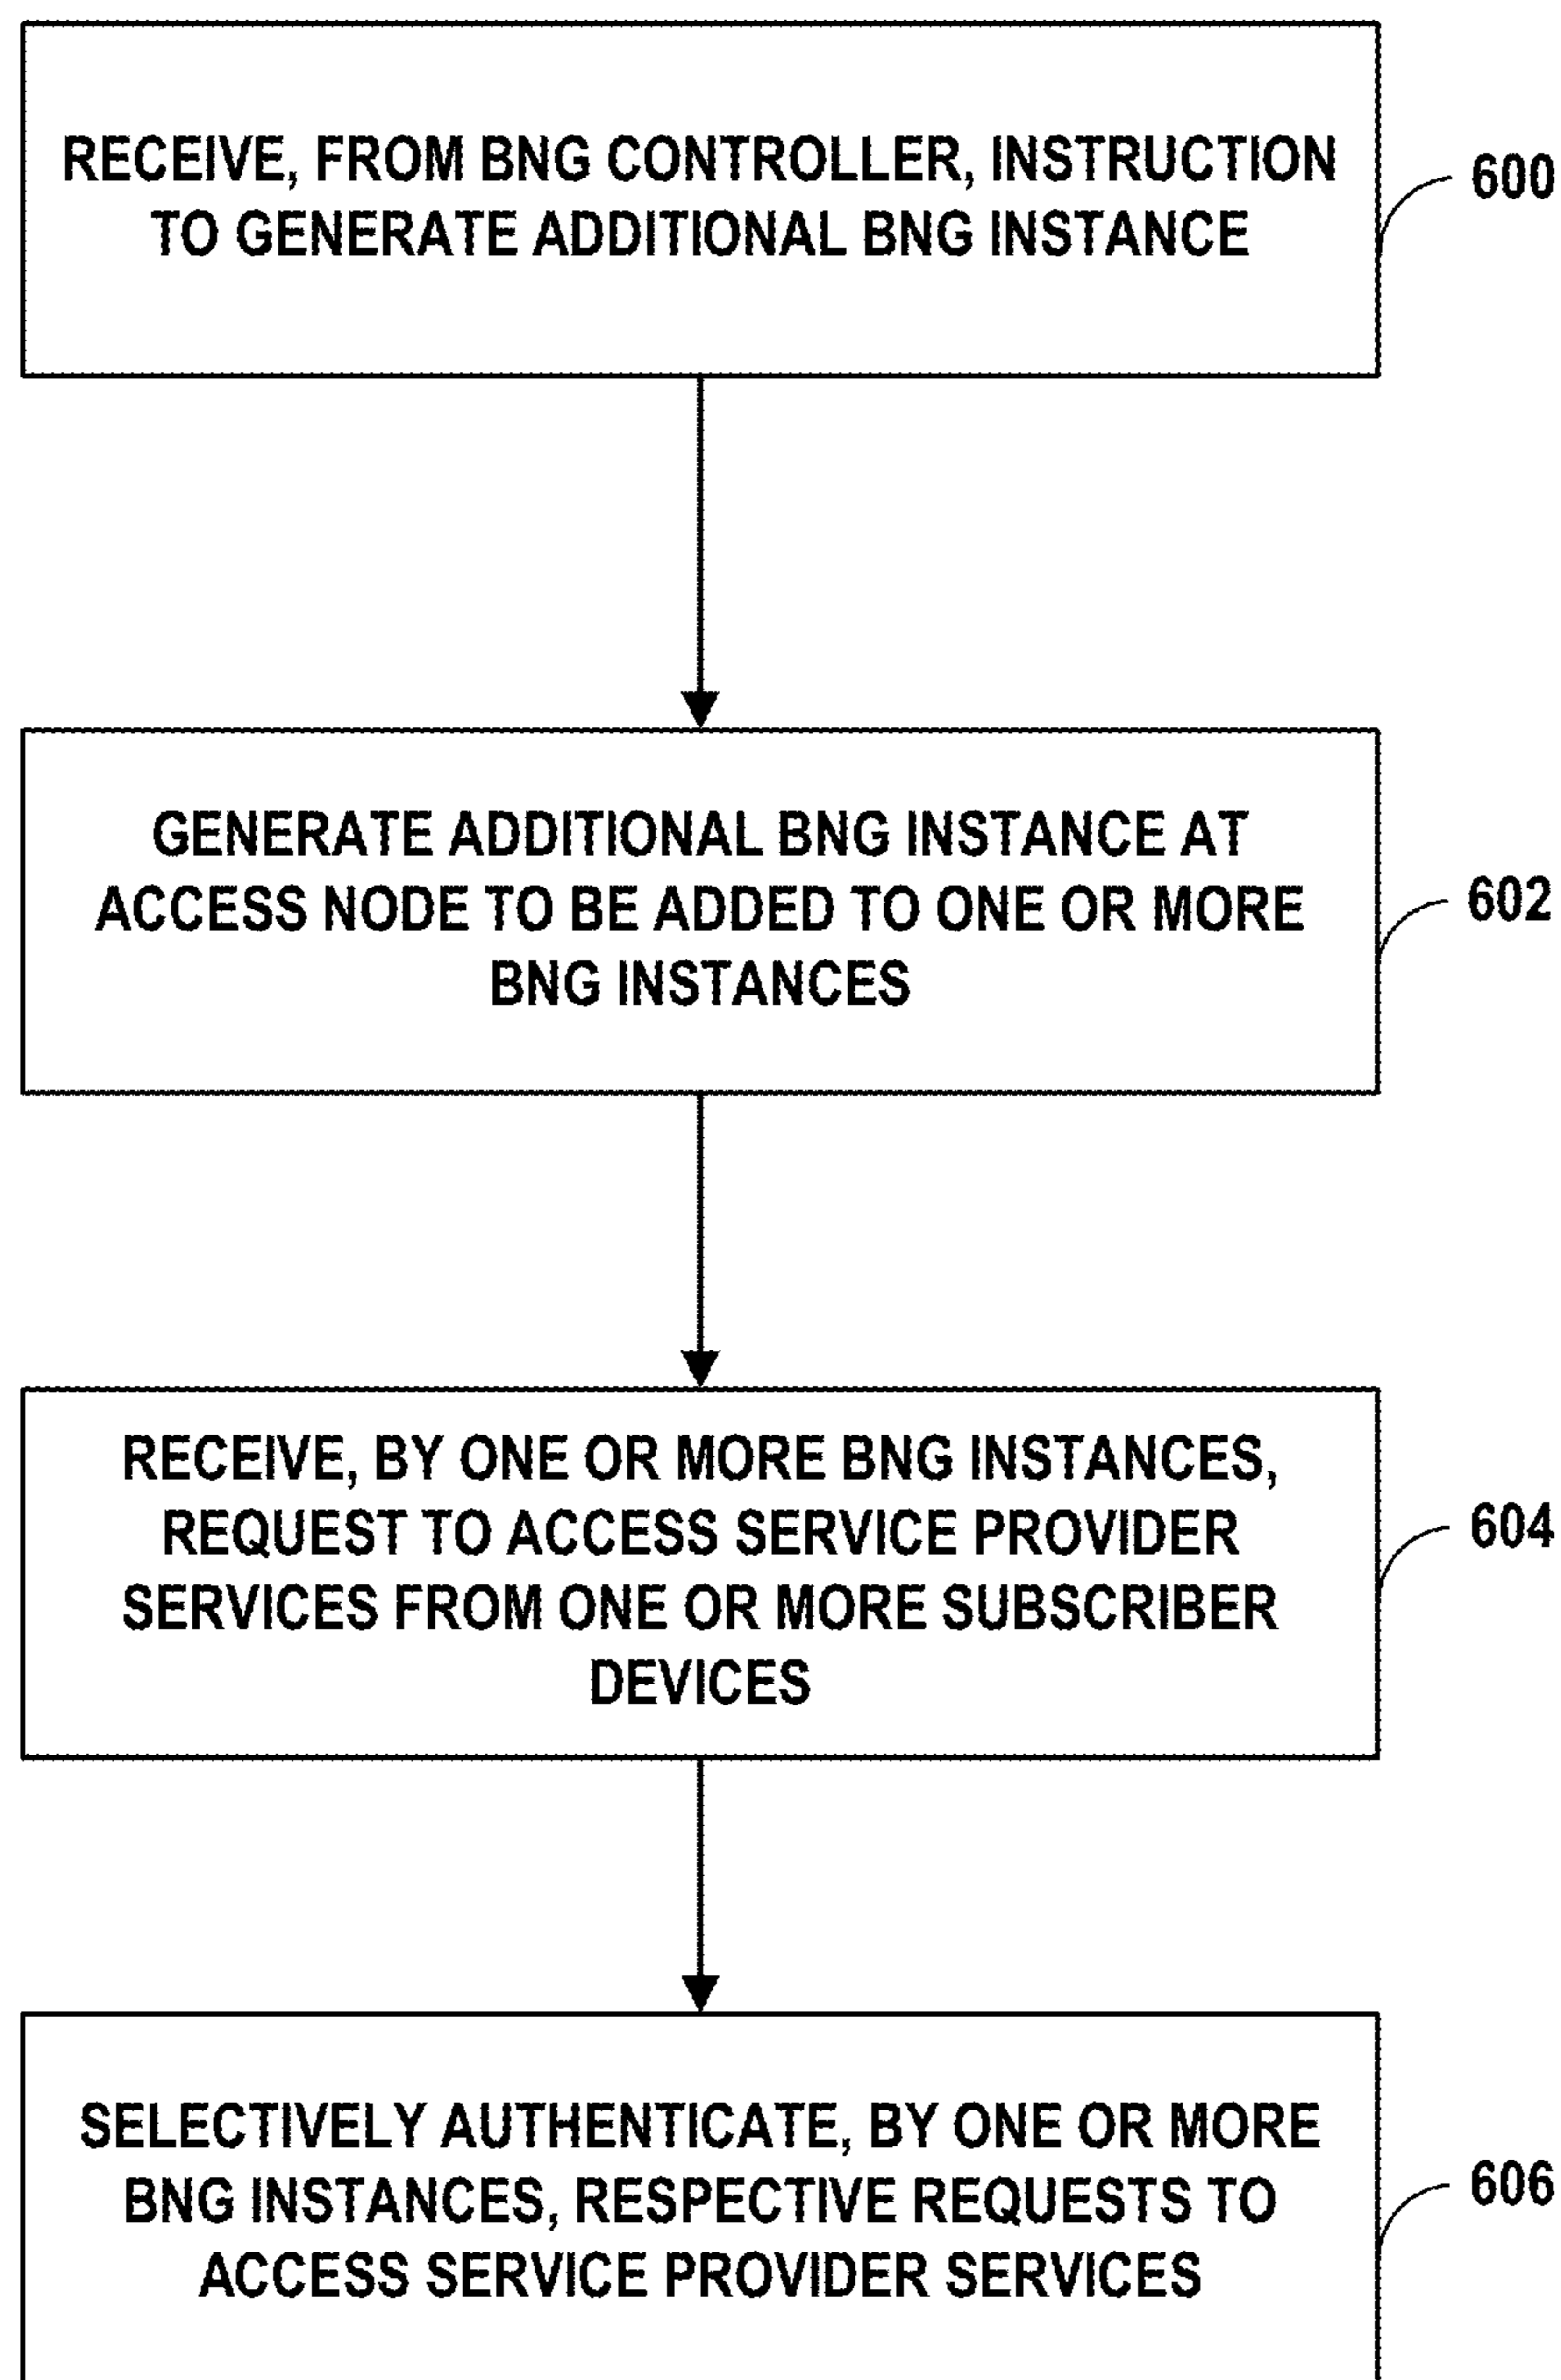 RECEIVE, FROM BNG CONTROLLER, INSTRUCTION
TO GENERATE ADDITIONAL BNG INSTANCE
600
GENERATE ADDITIONAL BNG INSTANCE AT
ACCESS NODE TO BE ADDED TO ONE OR MORE
BNG INSTANCES
602
RECEIVE, BY ONE OR MORE BNG INSTANCES,
REQUEST TO ACCESS SERVICE PROVIDER
SERVICES FROM ONE OR MORE SUBSCRIBER
DEVICES
604
SELECTIVELY AUTHENTICATE, BY ONE OR MORE
BNG INSTANCES, RESPECTIVE REQUESTS TO
ACCESS SERVICE PROVIDER SERVICES
606